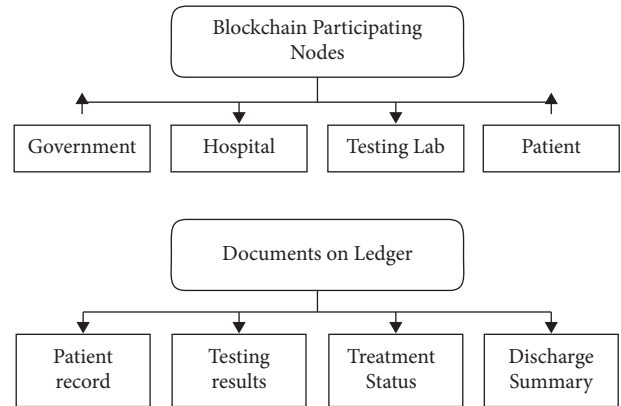 Blockchain Participating
Nodes
Government
Hospital
Testing Lab
Patient
Documents on Ledger
Patient
record
Testing
results
Treatment
Status
Discharge
Summary